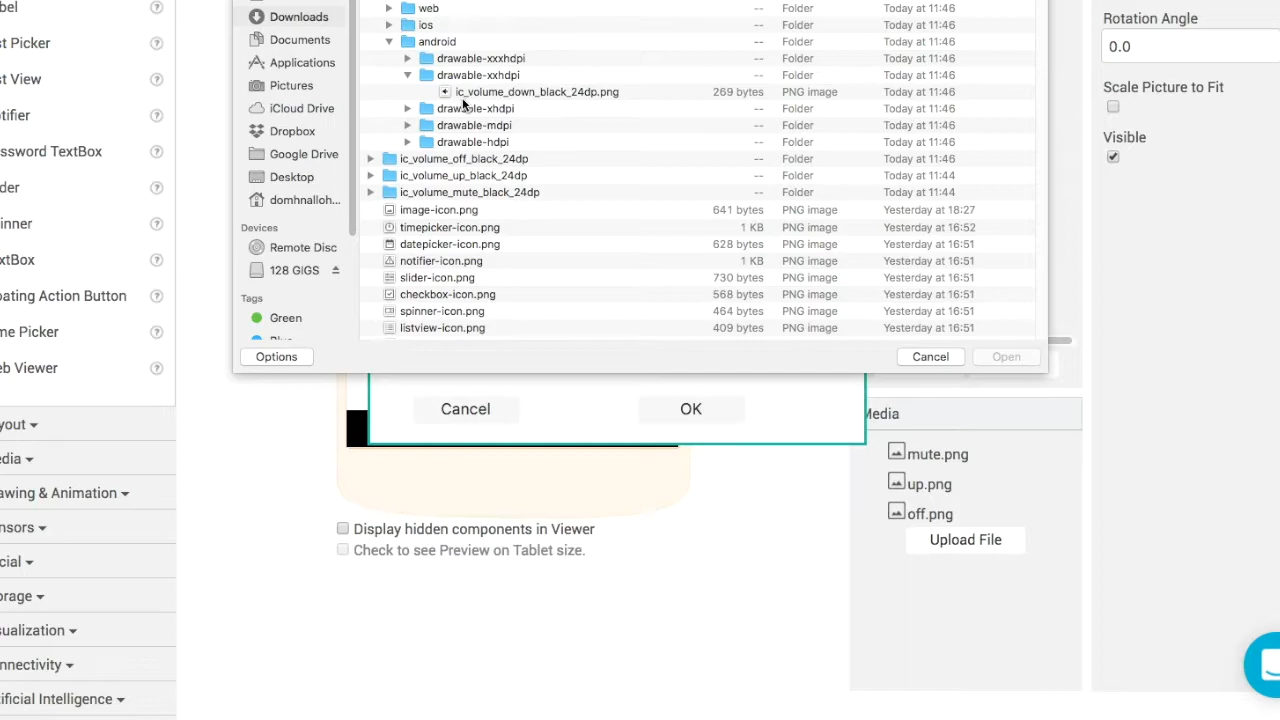 bel
st Picker
st View
otifier
ssword TextBox
der
inner
xtBox
oating Action Button
me Picker
eb Viewer
yout
edia
awing & Animation
nsors
cial
orage
sualization
nnectivity
tificial Intelligence
Downloads
Documents
Applications
Pictures
iCloud Drive
Dropbox
Google Drive
Desktop
domhnalloh...
Devices
Remote Disc
128 GIGS
Tags
Green
web -- Folder Today at 11:46
ios -- Folder Today at 11:46
android -- Folder Today at 11:46
drawable-xxxhdpi -- Folder Today at 11:46
drawable-xxhdpi -- Folder Today at 11:46
ic_volume_down_black_24dp.png 269 bytes PNG image Today at 11:46
drawable-xhdpi -- Folder Today at 11:46
drawable-mdpi -- Folder Today at 11:46
drawable-hdpi -- Folder Today at 11:46
ic_volume_off_black_24dp -- Folder Today at 11:46
ic_volume_up_black_24dp -- Folder Today at 11:44
ic_volume_mute_black_24dp -- Folder Today at 11:44
image-icon.png 641 bytes PNG image Yesterday at 18:27
timepicker-icon.png 1 KB PNG image Yesterday at 16:52
datepicker-icon.png 628 bytes PNG image Yesterday at 16:51
notifier-icon.png 1 KB PNG image Yesterday at 16:51
slider-icon.png 730 bytes PNG image Yesterday at 16:51
checkbox-icon.png 568 bytes PNG image Yesterday at 16:51
spinner-icon.png 464 bytes PNG image Yesterday at 16:51
listview-icon.png 409 bytes PNG image Yesterday at 16:51
Options Cancel Open
Cancel OK
Display hidden components in Viewer
Check to see Preview on Tablet size.
Media
mute.png
up.png
off.png
Upload File
Rotation Angle
0.0
Scale Picture to Fit
Visible